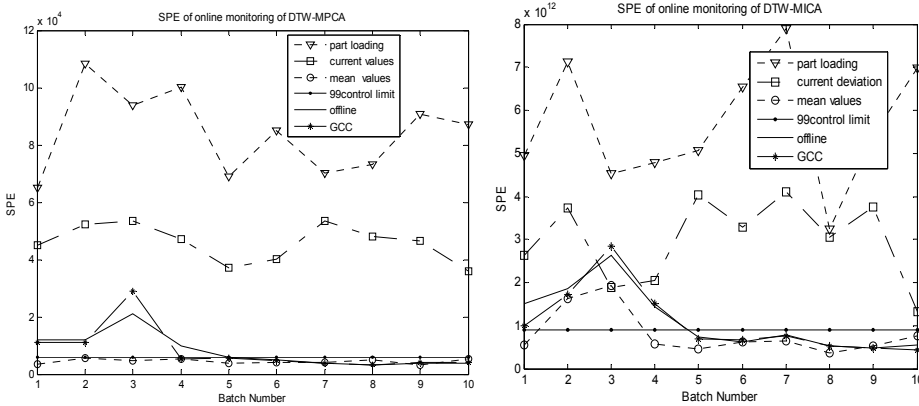 SPE of online monitoring of DTW-MPCA
x 10⁴
12
10
8
6
4
2
0
SPE
1 2 3 4 5 6 7 8 9 10
Batch Number
part loading
current values
mean values
99control limit
offline
GCC
SPE of online monitoring of DTW-MICA
x 10¹²
8
7
6
5
4
3
2
1
0
SPE
1 2 3 4 5 6 7 8 9 10
Batch Number
part loading
current deviation
mean values
99control limit
offline
GCC